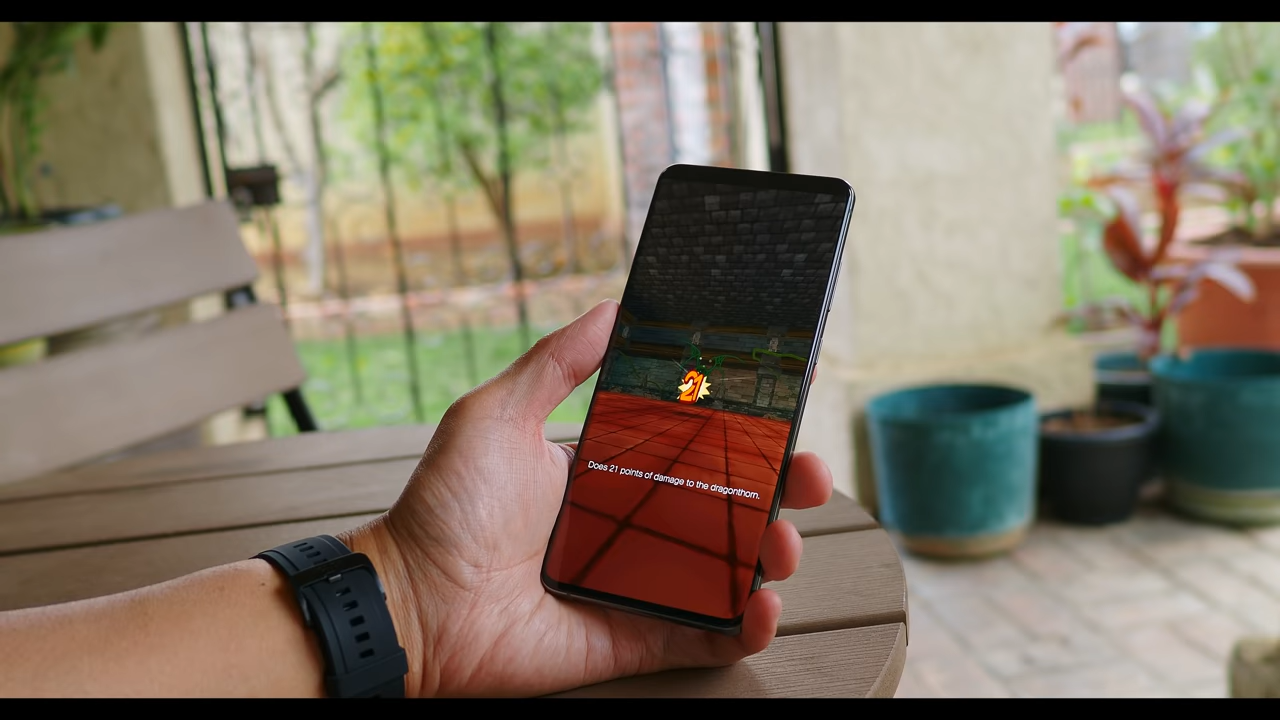 21
Does 21 points of damage to the dragonthorn.